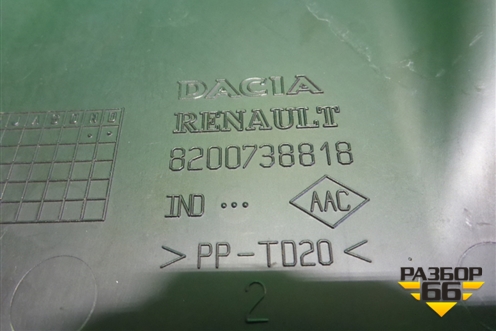 DACIA
RENAULT
8200738818
IND ...
AAC
>PP-TD20<
2
РАЗБОР
66